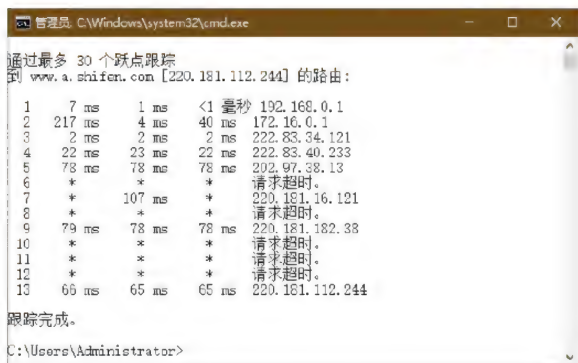 管理员: C:\Windows\system32\cmd.exe
通过最多 30 个跃点跟踪
到 www.a.shifen.com [220.181.112.244] 的路由:
1 7 ms 1 ms <1 毫秒 192.168.0.1
2 217 ms 4 ms 40 ms 172.16.0.1
3 2 ms 2 ms 2 ms 222.83.34.121
4 22 ms 23 ms 22 ms 222.83.40.233
5 78 ms 78 ms 78 ms 202.97.38.13
6 * * * 请求超时。
7 * 107 ms * 220.181.16.121
8 * * * 请求超时。
9 79 ms 78 ms 78 ms 220.181.182.38
10 * * * 请求超时。
11 * * * 请求超时。
12 * * * 请求超时。
13 66 ms 65 ms 65 ms 220.181.112.244
跟踪完成。
C:\Users\Administrator>